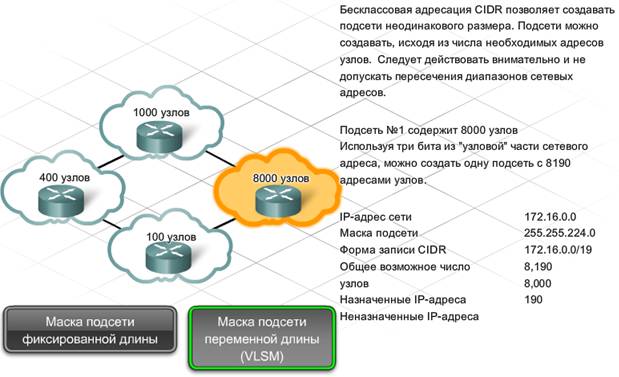 Бесклассовая адресация CIDR позволяет создавать
подсети неодинакового размера. Подсети можно
создавать, исходя из числа необходимых адресов
узлов. Следует действовать внимательно и не
допускать пересечения диапазонов сетевых
адресов.
Подсеть №1 содержит 8000 узлов
Используя три бита из "узловой" части сетевого
адреса, можно создать одну подсеть с 8190
адресами узлов.
IP-адрес сети 172.16.0.0
Маска подсети 255.255.224.0
Форма записи CIDR 172.16.0.0/19
Общее возможное число 8,190
узлов 8,000
Назначенные IP-адреса 190
Неназначенные IP-адреса
1000 узлов
400 узлов
8000 узлов
100 узлов
Маска подсети
фиксированной длины
Маска подсети
переменной длины
(VLSM)